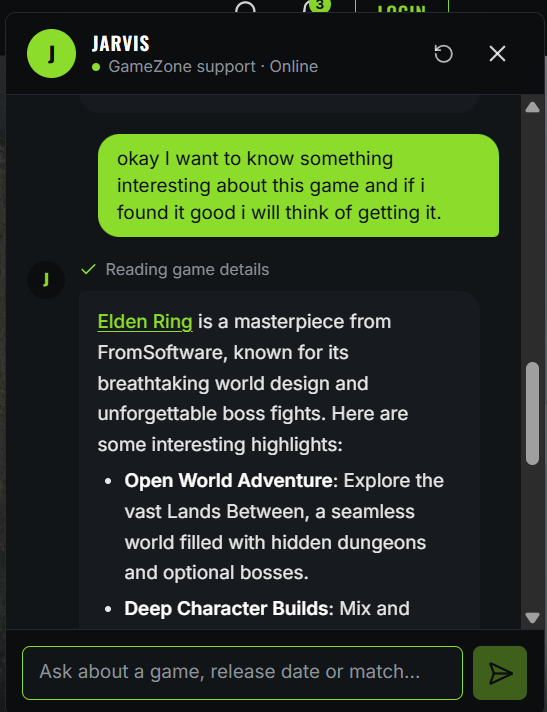 3
LOGIN
J
JARVIS
GameZone support · Online
okay I want to know something
interesting about this game and if i
found it good i will think of getting it.
J
Reading game details
Elden Ring is a masterpiece from
FromSoftware, known for its
breathtaking world design and
unforgettable boss fights. Here are
some interesting highlights:
• Open World Adventure: Explore the
vast Lands Between, a seamless
world filled with hidden dungeons
and optional bosses.
• Deep Character Builds: Mix and
Ask about a game, release date or match...